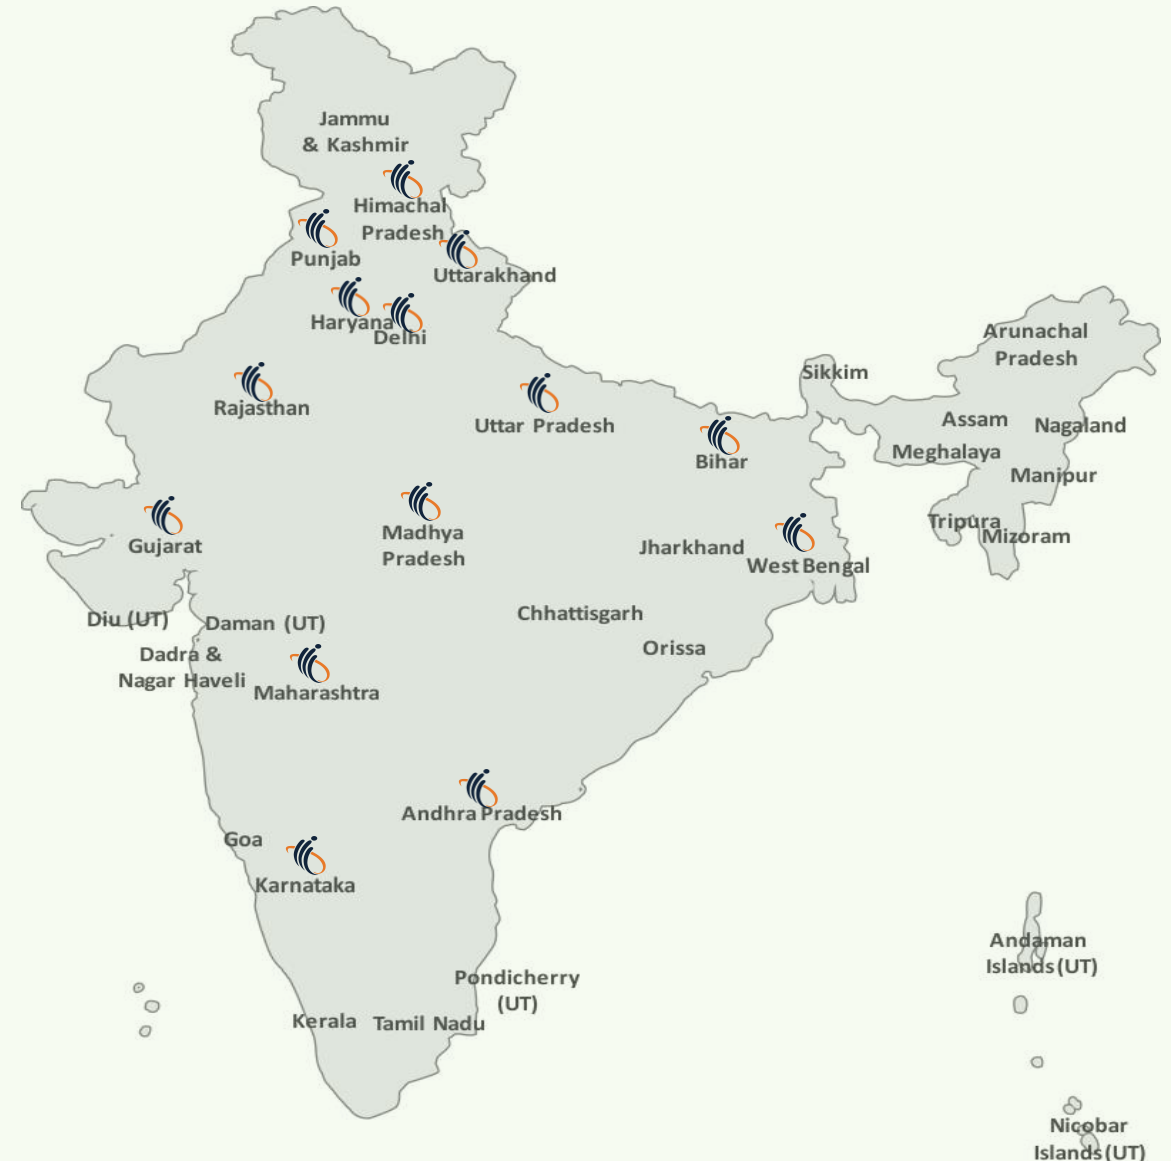 Jammu
& Kashmir
Himachal
Pradesh
Punjab
Uttarakhand
Haryana
Delhi
Arunachal
Pradesh
Sikkim
Rajasthan
Uttar Pradesh
Assam
Nagaland
Meghalaya
Bihar
Manipur
Tripura
Mizoram
Gujarat
Madhya
Pradesh
Jharkhand
West Bengal
Diu (UT)
Daman (UT)
Chhattisgarh
Orissa
Dadra &
Nagar Haveli
Maharashtra
Andhra Pradesh
Goa
Karnataka
Andaman
Islands (UT)
Pondicherry
(UT)
Kerala
Tamil Nadu
Nicobar
Islands (UT)